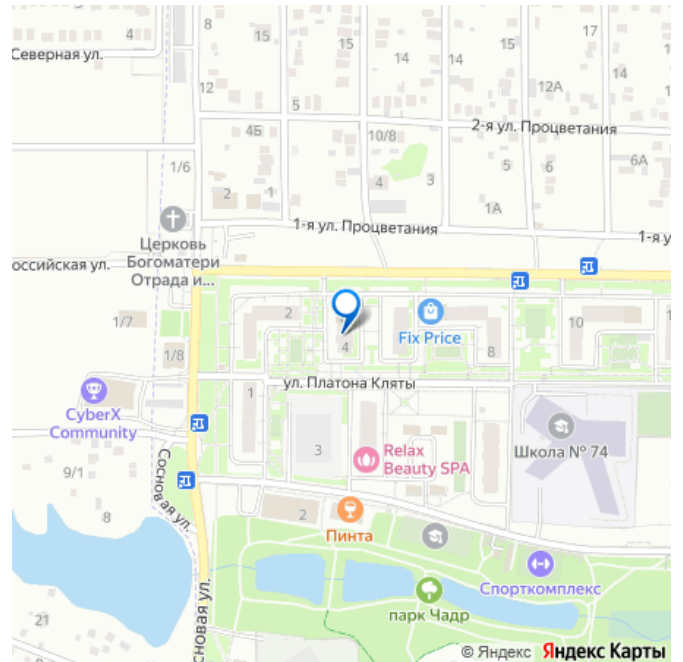 8
15
15
17
4
Северная ул.
14
14
12А
14
12
5
4Б
10/8
2-я ул. Процветания
1/6
2
1
4
3
5
6
6А
1А
1-я ул. Процветания
1-я у
Церковь
Богоматери
Отрада и...
оссийская ул.
1/7
2
Fix Price
10
1
4
8
1/8
ул. Платона Кляты
CyberX
Community
1
3
Relax
Beauty SPA
Школа № 74
9/1
8
Сосновая ул.
2
Пинта
Спорткомплекс
парк Чадр
21
основая ул.
© Яндекс Яндекс Карты